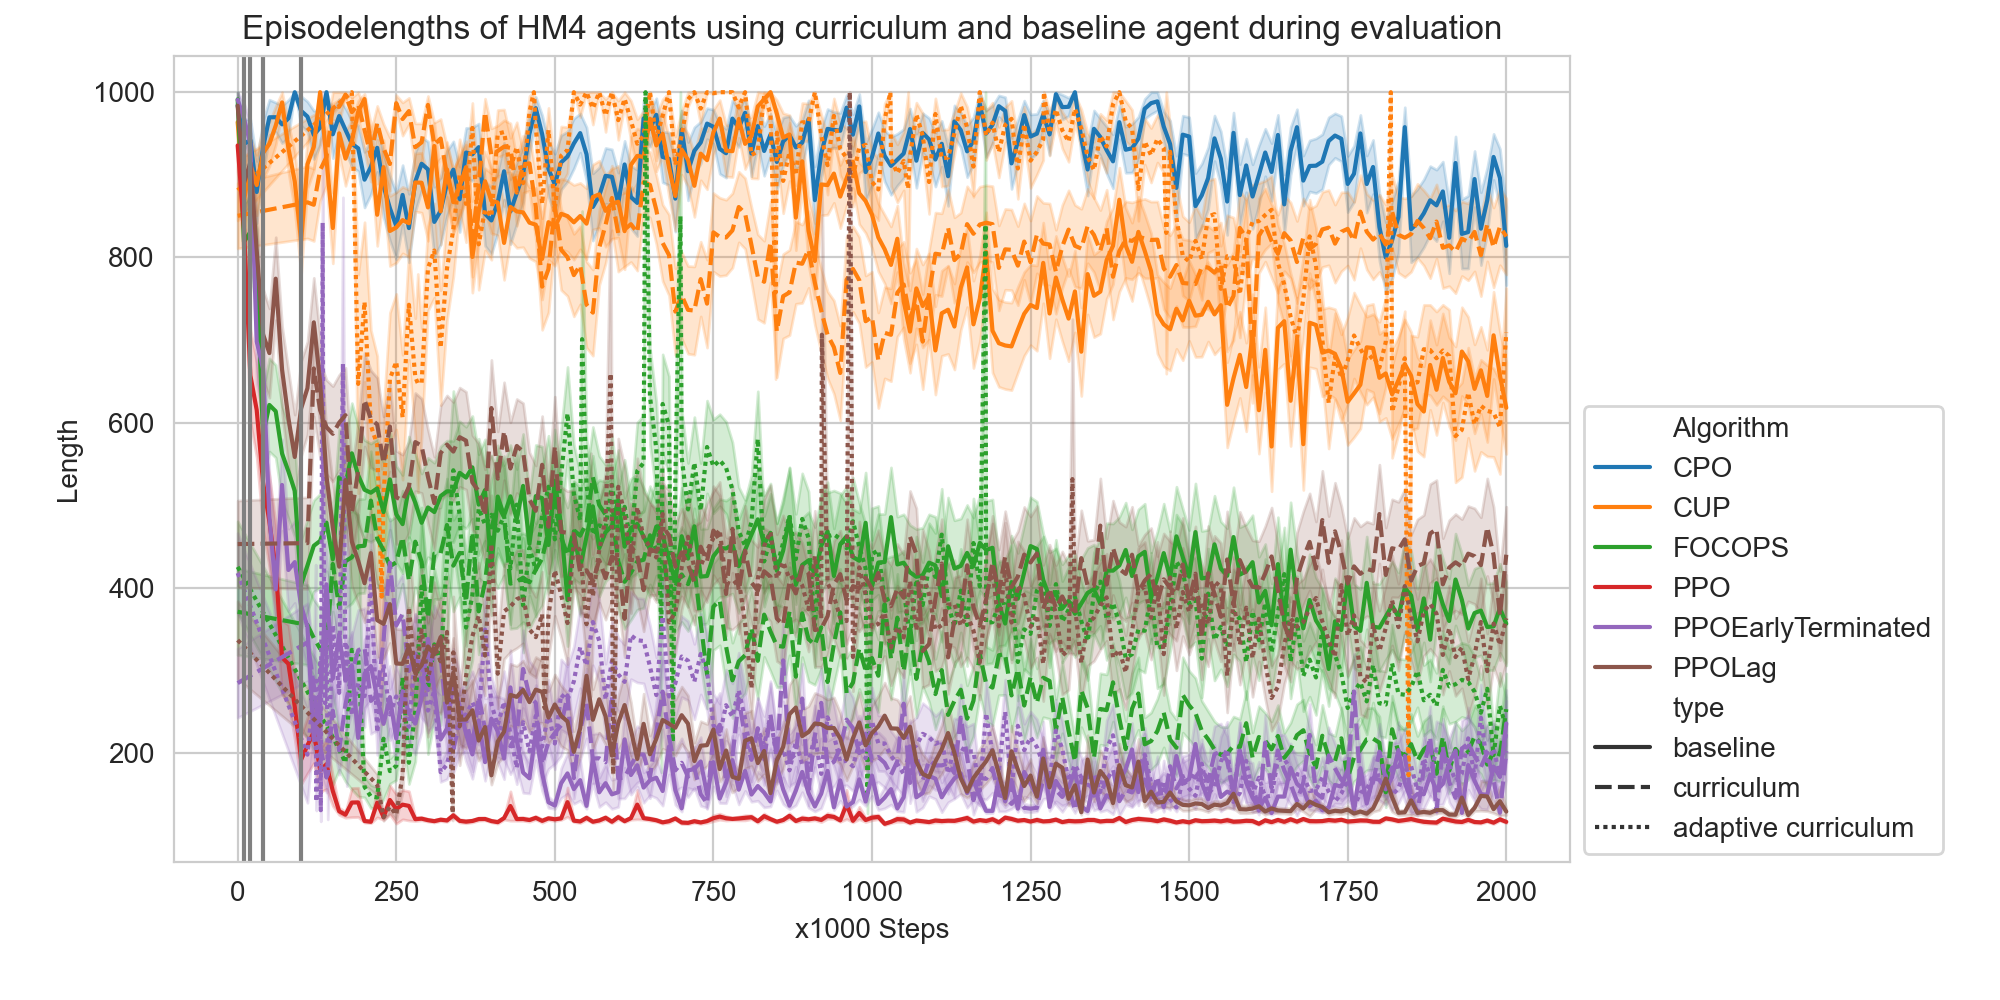 Episodelengths of HM4 agents using curriculum and baseline agent during evaluation
1000
800
600
400
200
Length
0 250 500 750 1000 1250 1500 1750 2000
x1000 Steps
Algorithm
CPO
CUP
FOCOPS
PPO
PPOEarlyTerminated
PPOLag
type
baseline
curriculum
adaptive curriculum